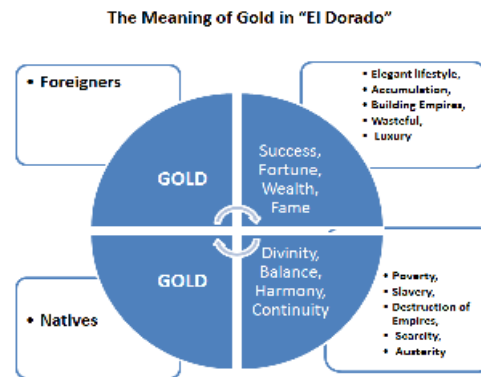 The Meaning of Gold in “El Dorado”
• Foreigners
• Elegant lifestyle,
• Accumulation,
• Building Empires,
• Wasteful,
• Luxury
GOLD
Success,
Fortune,
Wealth,
Fame
GOLD
Divinity,
Balance,
Harmony,
Continuity
• Natives
• Poverty,
• Slavery,
• Destruction of
Empires,
• Scarcity,
• Austerity